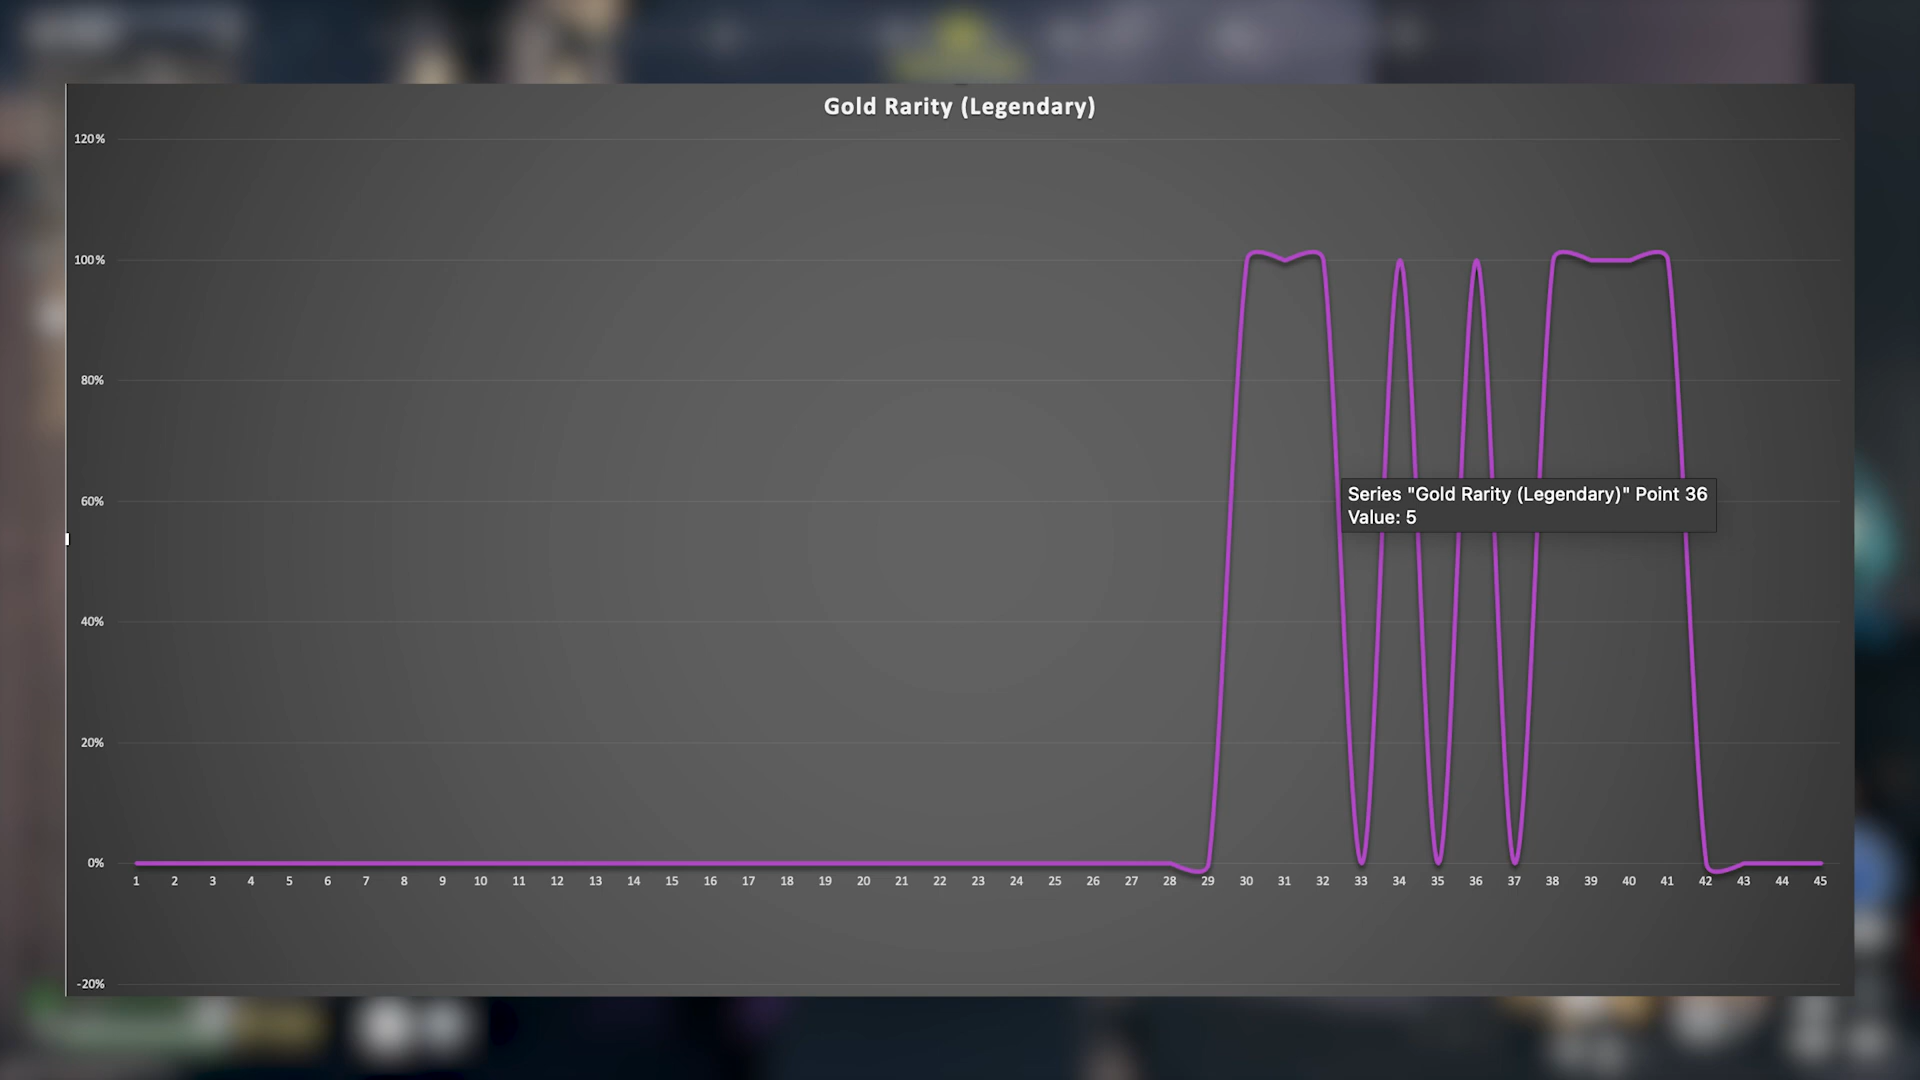 Gold Rarity (Legendary)
120%
100%
80%
60%
40%
20%
0%
-20%
Series "Gold Rarity (Legendary)" Point 36
Value: 5
1 2 3 4 5 6 7 8 9 10 11 12 13 14 15 16 17 18 19 20 21 22 23 24 25 26 27 28 29 30 31 32 33 34 35 36 37 38 39 40 41 42 43 44 45